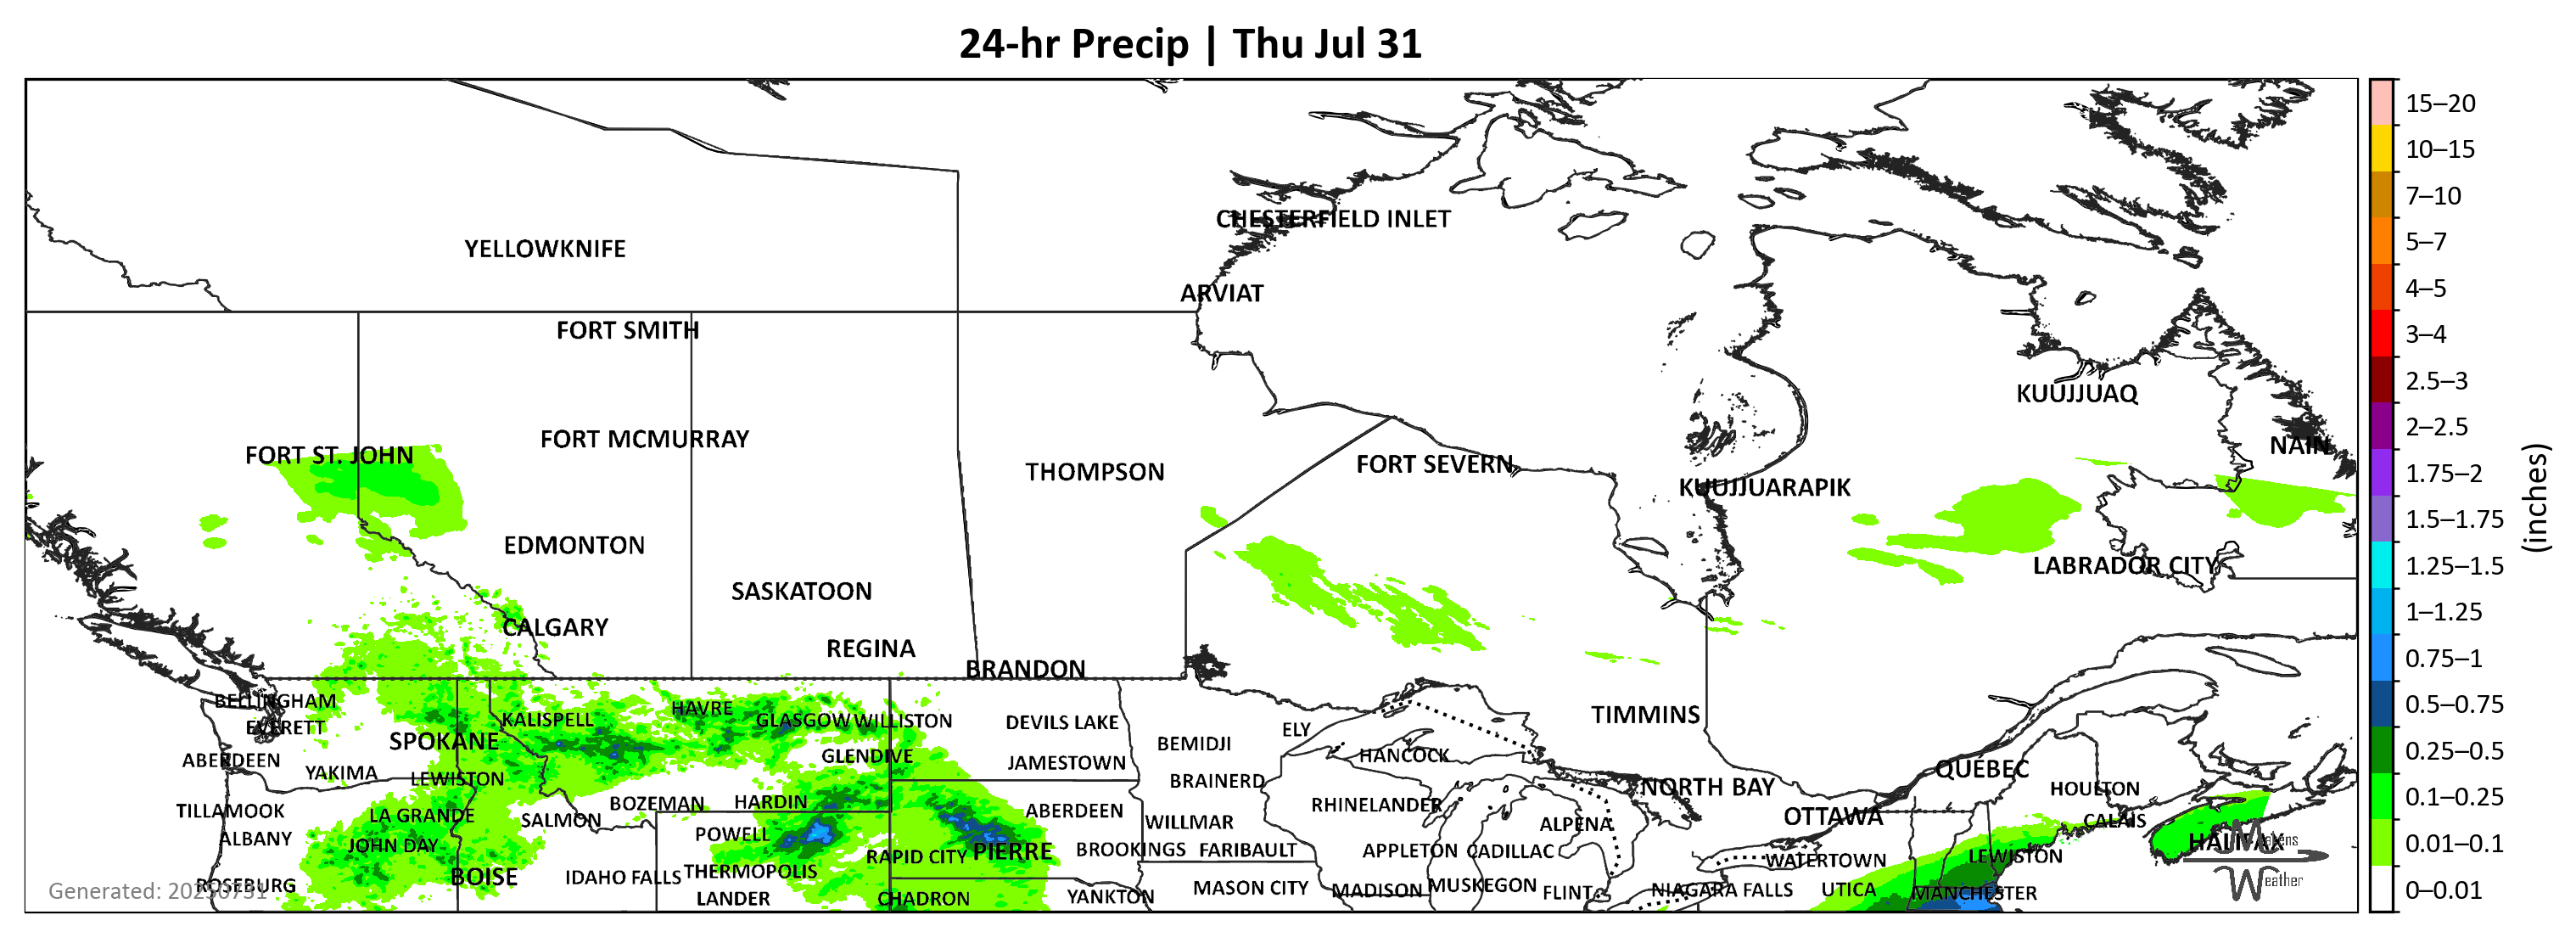 24-hr Precip | Thu Jul 31
CHESTERFIELD INLET
YELLOWKNIFE
ARVIAT
FORT SMITH
KUUJJUAQ
FORT MCMURRAY
NAIN
FORT ST. JOHN
FORT SEVERN
THOMPSON
KUUJJUARAPIK
EDMONTON
LABRADOR CITY
SASKATOON
CALGARY
REGINA
BRANDON
BELLINGHAM
HAVRE
TIMMINS
KALISPELL
GLASGOW
WILLISTON
DEVILS LAKE
EVERETT
ELY
SPOKANE
BEMIDJI
HANCOCK
GLENDIVE
ABERDEEN
JAMESTOWN
QUÉBEC
YAKIMA
LEWISTON
BRAINERD
NORTH BAY
HOULTON
BOZEMAN
HARDIN
RHINELANDER
TILLAMOOK
LA GRANDE
ABERDEEN
SALMON
WILLMAR
ALPENA
OTTAWA
CALAIS
POWELL
ALBANY
JOHN DAY
HALIFAX
RAPID CITY
PIERRE
BROOKINGS
FARIBAULT
APPLETON
CADILLAC
WATERTOWN
LEWISTON
THERMOPOLIS
BOISE
IDAHO FALLS
ROSEBURG
MASON CITY
MADISON
MUSKEGON
FLINT
NIAGARA FALLS
UTICA
MANCHESTER
LANDER
CHADRON
YANKTON
Generated: 20250731
Weather
15–20
10–15
7–10
5–7
4–5
3–4
2.5–3
2–2.5
1.75–2
1.5–1.75
1.25–1.5
1–1.25
0.75–1
0.5–0.75
0.25–0.5
0.1–0.25
0.01–0.1
0–0.01
(inches)